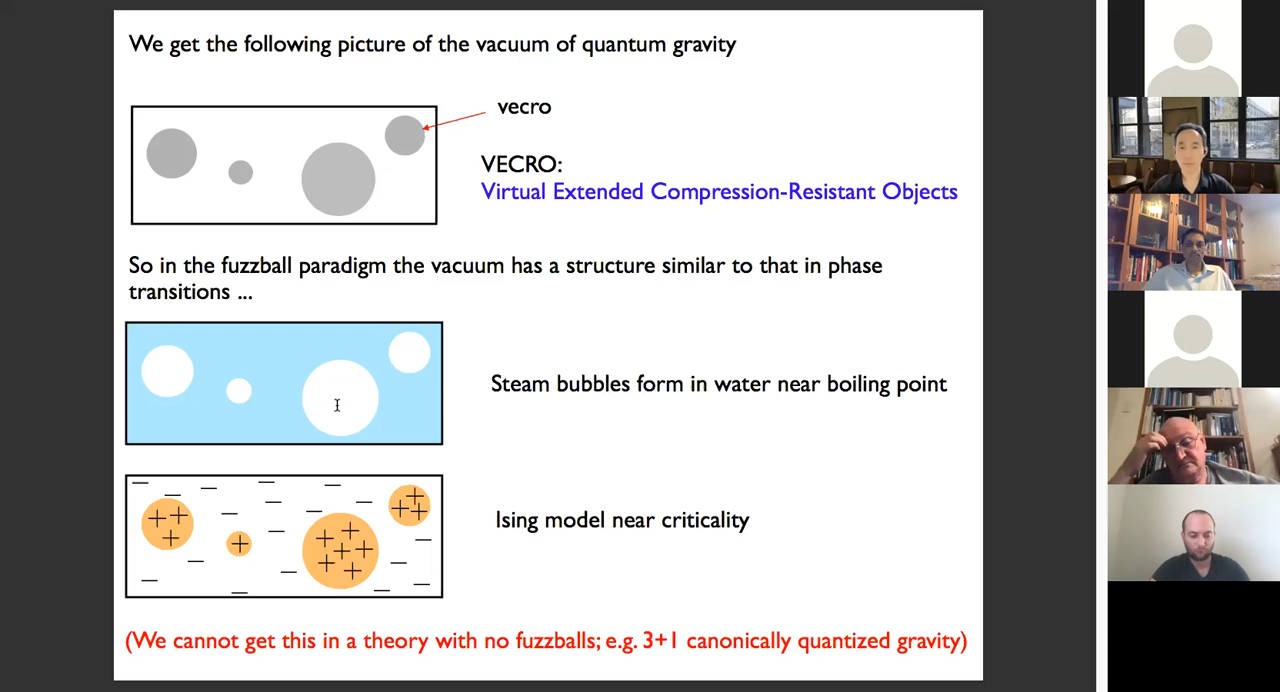 We get the following picture of the vacuum of quantum gravity
vecro
VECRO:
Virtual Extended Compression-Resistant Objects
So in the fuzzball paradigm the vacuum has a structure similar to that in phase
transitions ...
Steam bubbles form in water near boiling point
Ising model near criticality
(We cannot get this in a theory with no fuzzballs; e.g. 3+1 canonically quantized gravity)